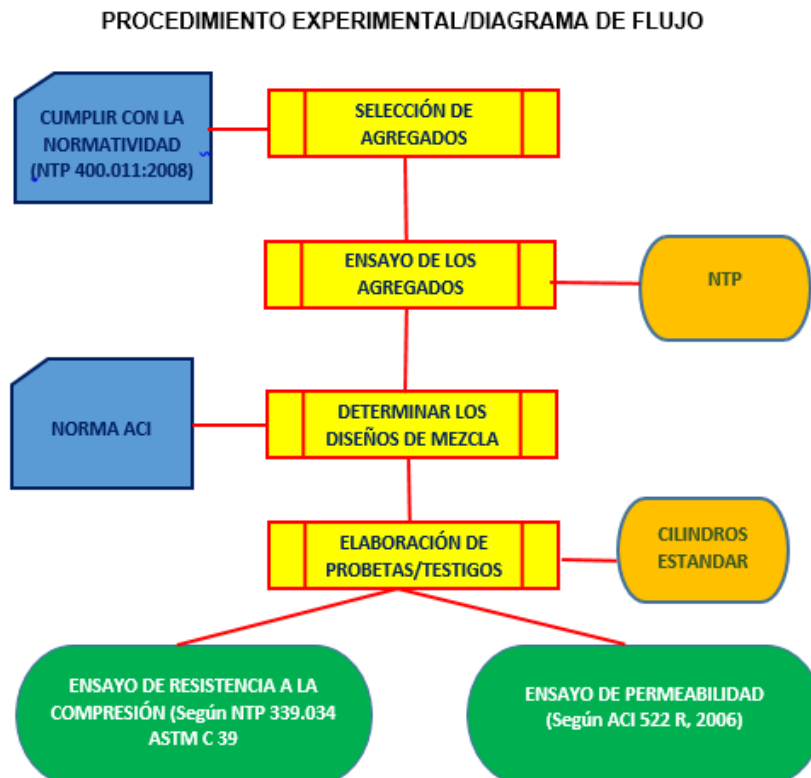 PROCEDIMIENTO EXPERIMENTAL/DIAGRAMA DE FLUJO
CUMPLIR CON LA
NORMATIVIDAD
(NTP 400.011:2008)
SELECCIÓN DE
AGREGADOS
ENSAYO DE LOS
AGREGADOS
NTP
NORMA ACI
DETERMINAR LOS
DISEÑOS DE MEZCLA
ELABORACIÓN DE
PROBETAS/TESTIGOS
CILINDROS
ESTANDAR
ENSAYO DE RESISTENCIA A LA
COMPRESIÓN (Según NTP 339.034
ASTM C 39
ENSAYO DE PERMEABILIDAD
(Según ACI 522 R, 2006)